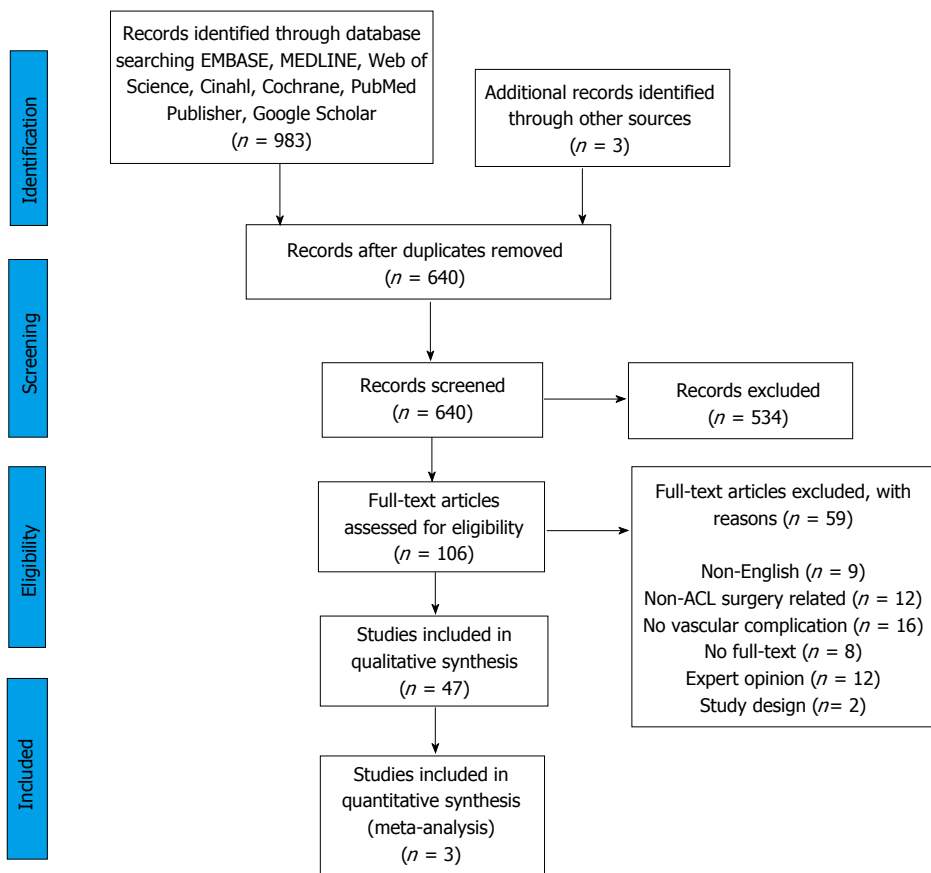 Identification
Records identified through database
searching EMBASE, MEDLINE, Web of
Science, Cinahl, Cochrane, PubMed
Publisher, Google Scholar
(n = 983)
Additional records identified
through other sources
(n = 3)
Records after duplicates removed
(n = 640)
Screening
Records screened
(n = 640)
Records excluded
(n = 534)
Eligibility
Full-text articles
assessed for eligibility
(n = 106)
Full-text articles excluded, with
reasons (n = 59)
Non-English (n = 9)
Non-ACL surgery related (n = 12)
No vascular complication (n = 16)
No full-text (n = 8)
Expert opinion (n = 12)
Study design (n= 2)
Studies included in
qualitative synthesis
(n = 47)
Included
Studies included in
quantitative synthesis
(meta-analysis)
(n = 3)